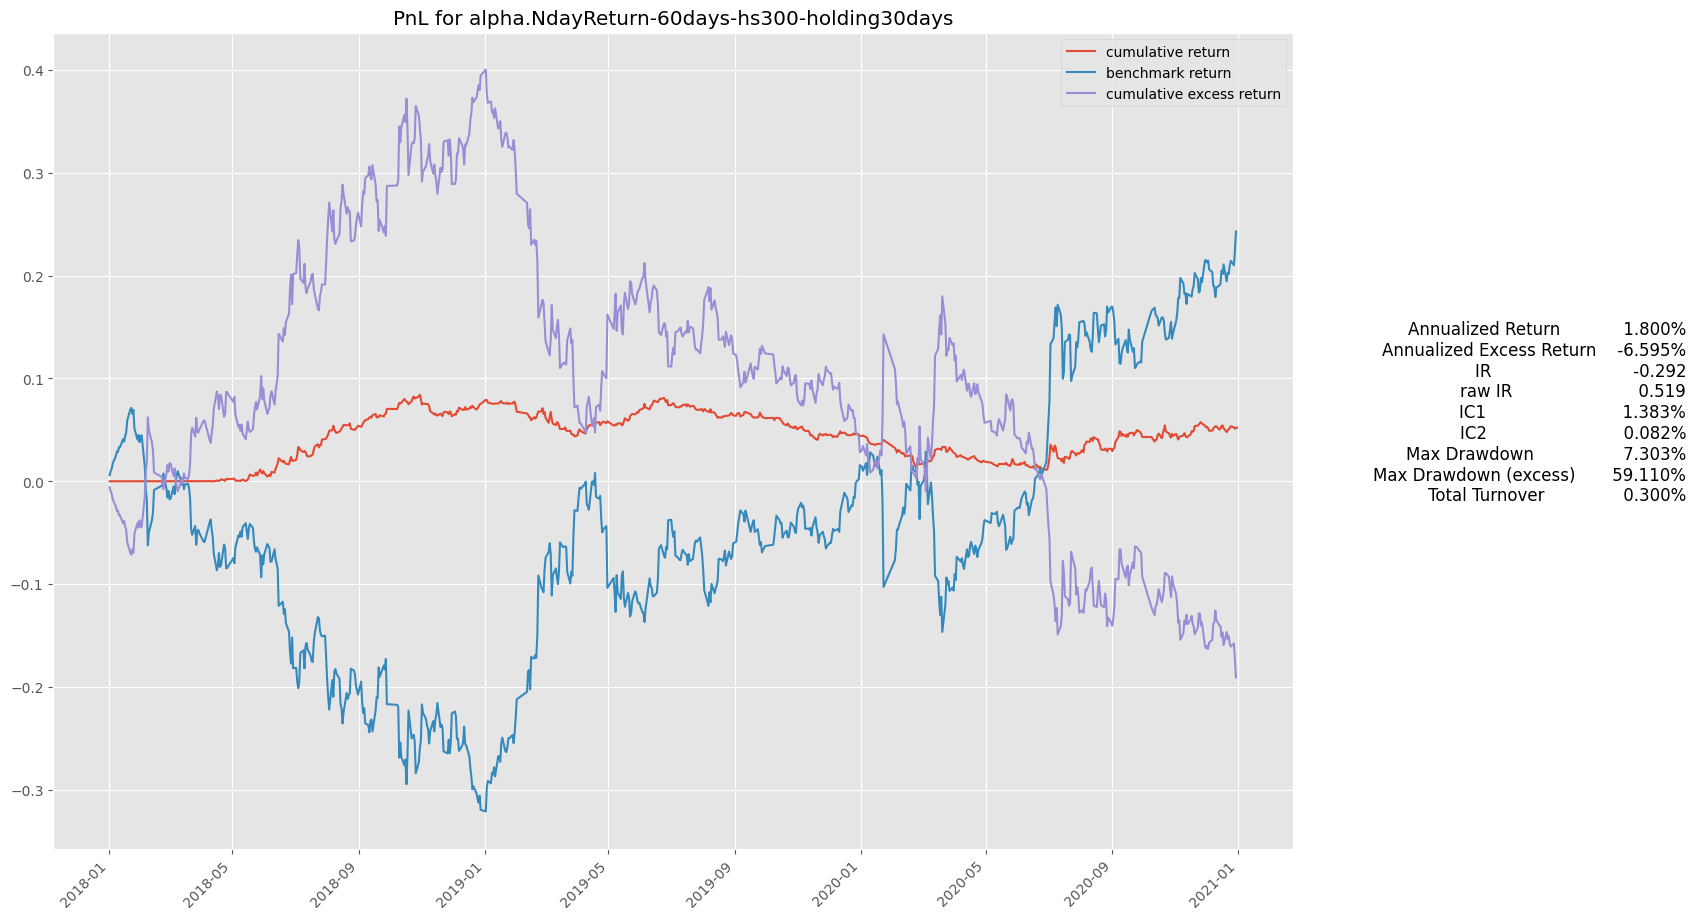 PnL for alpha.NdayReturn-60days-hs300-holding30days
cumulative return
benchmark return
cumulative excess return
0.4
0.3
0.2
0.1
0.0
−0.1
−0.2
−0.3
2018-01
2018-05
2018-09
2019-01
2019-05
2019-09
2020-01
2020-05
2020-09
2021-01
Annualized Return 1.800%
Annualized Excess Return -6.595%
IR -0.292
raw IR 0.519
IC1 1.383%
IC2 0.082%
Max Drawdown 7.303%
Max Drawdown (excess) 59.110%
Total Turnover 0.300%